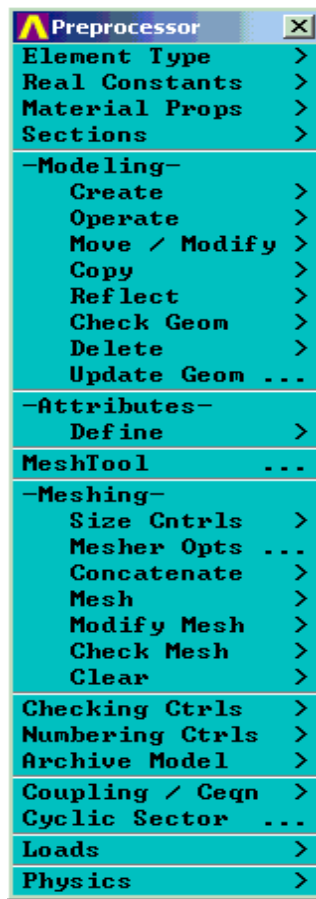 Preprocessor
Element Type >
Real Constants >
Material Props >
Sections >
-Modeling-
Create >
Operate >
Move / Modify >
Copy >
Reflect >
Check Geom >
Delete >
Update Geom ...
-Attributes-
Define >
MeshTool ...
-Meshing-
Size Cntrls >
Mesher Opts ...
Concatenate >
Mesh >
Modify Mesh >
Check Mesh >
Clear >
Checking Ctrls >
Numbering Ctrls >
Archive Model >
Coupling / Ceqn >
Cyclic Sector ...
Loads >
Physics >